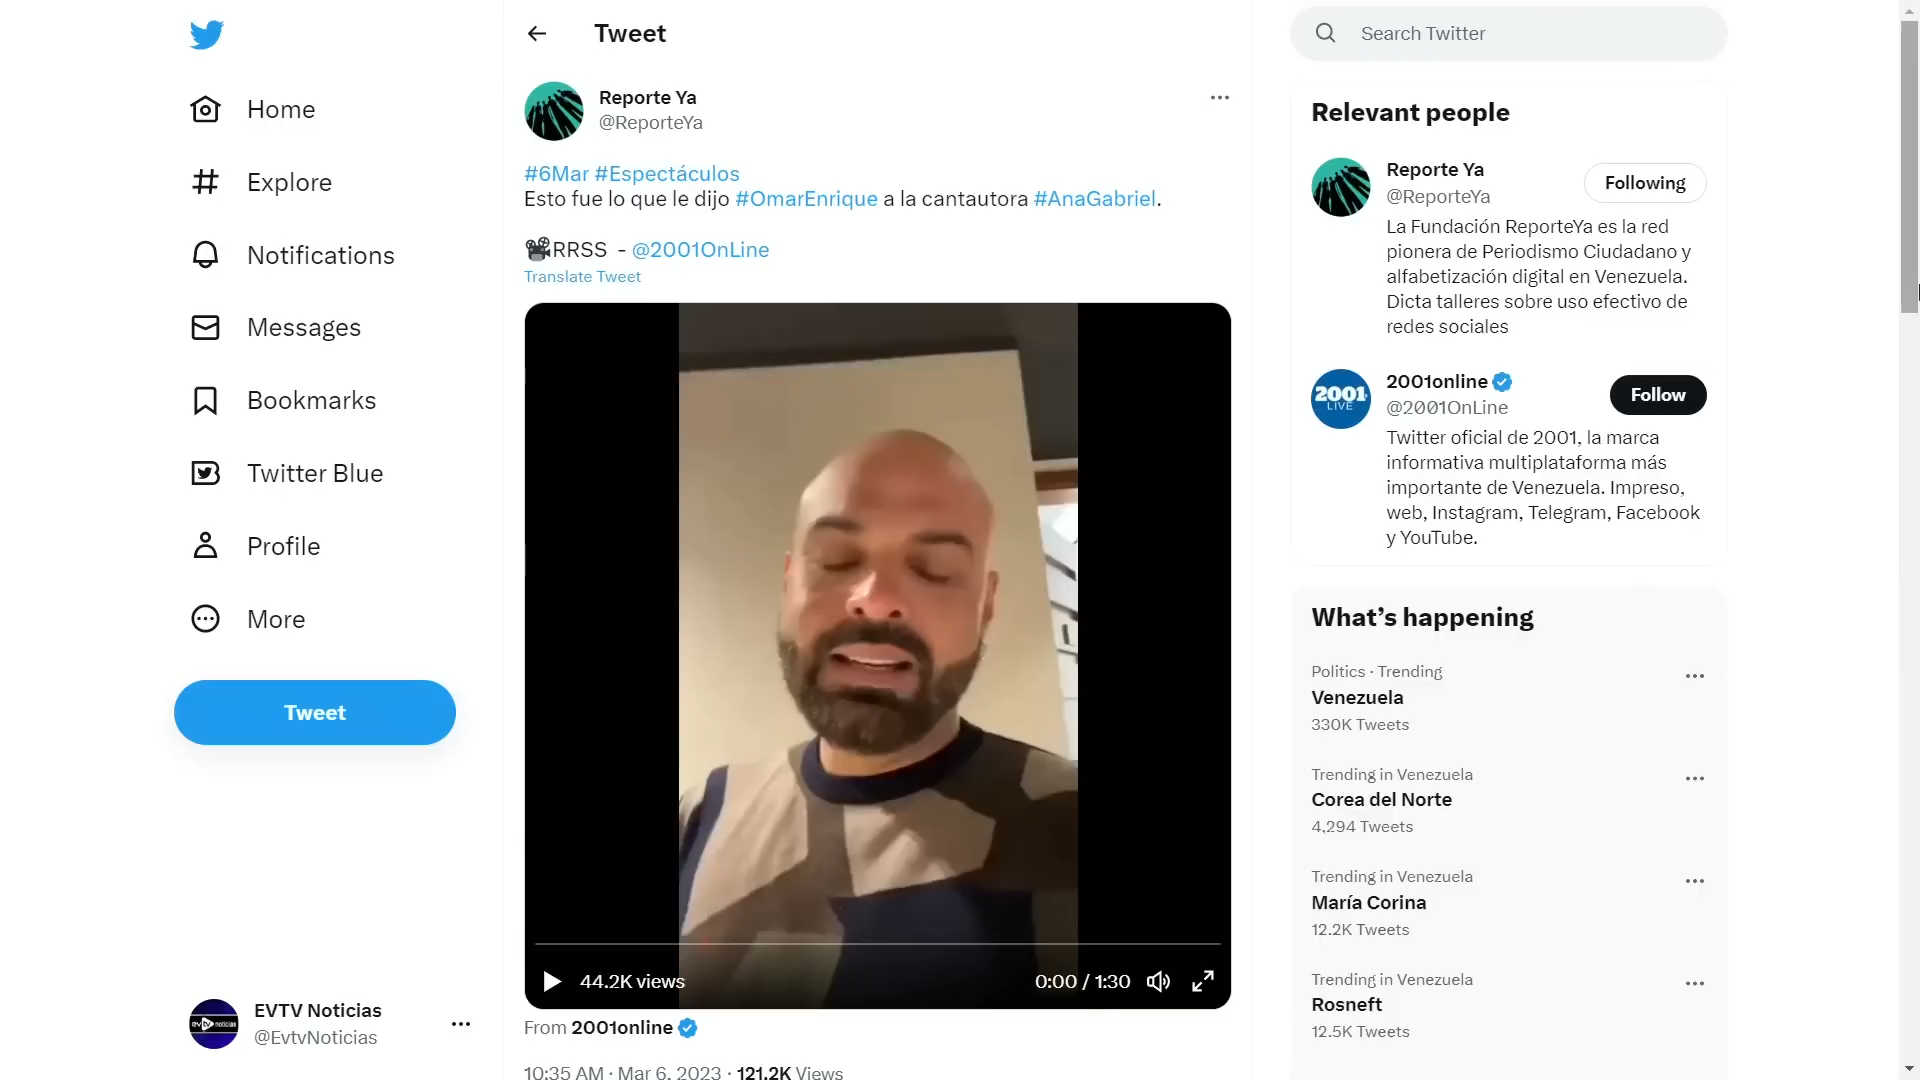 Home
Explore
Notifications
Messages
Bookmarks
Twitter Blue
Profile
More
Tweet
evtv noticias
EVTV Noticias
@EvtvNoticias
Tweet
Reporte Ya
@ReporteYa
#6Mar #Espectáculos
Esto fue lo que le dijo #OmarEnrique a la cantautora #AnaGabriel.
RRSS - @2001OnLine
Translate Tweet
44.2K views
0:00 / 1:30
From 2001online
10:35 AM · Mar 6, 2023 · 121.2K Views
Search Twitter
Relevant people
Reporte Ya
@ReporteYa
Following
La Fundación ReporteYa es la red
pionera de Periodismo Ciudadano y
alfabetización digital en Venezuela.
Dicta talleres sobre uso efectivo de
redes sociales
2001
LIVE
2001online
@2001OnLine
Follow
Twitter oficial de 2001, la marca
informativa multiplataforma más
importante de Venezuela. Impreso,
web, Instagram, Telegram, Facebook
y YouTube.
What's happening
Politics · Trending
Venezuela
330K Tweets
Trending in Venezuela
Corea del Norte
4,294 Tweets
Trending in Venezuela
María Corina
12.2K Tweets
Trending in Venezuela
Rosneft
12.5K Tweets